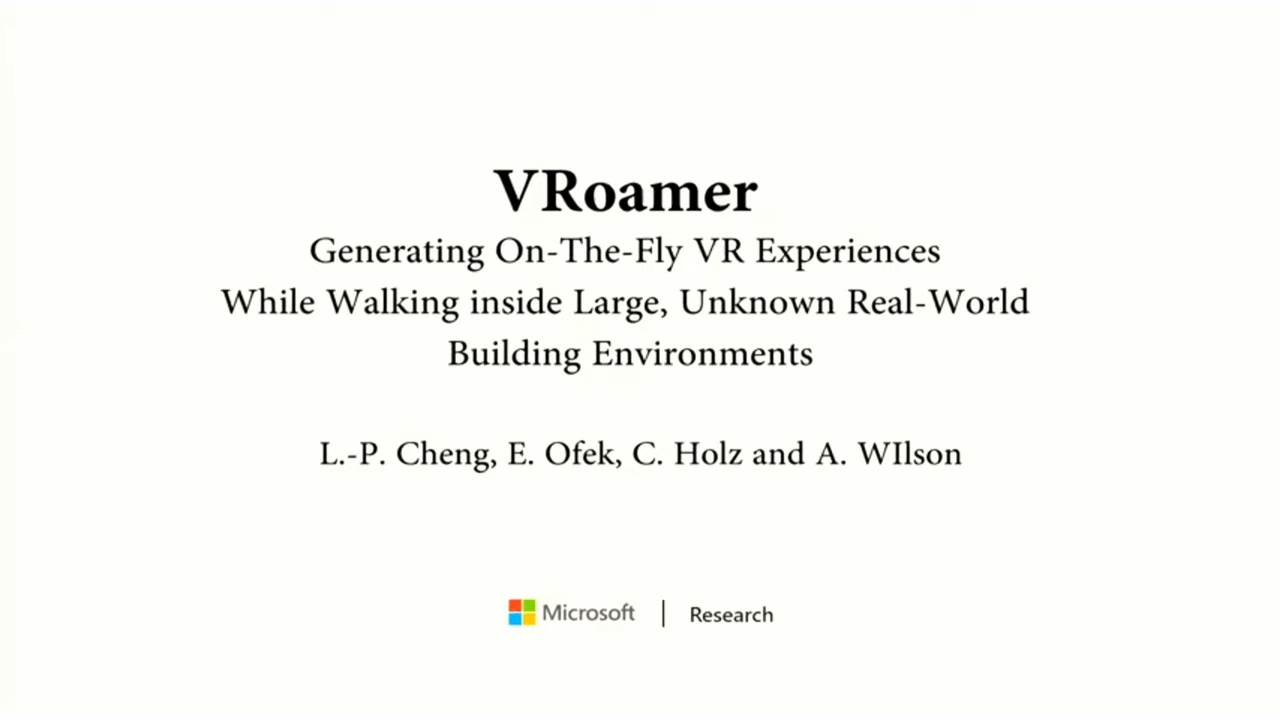 VRoamer
Generating On-The-Fly VR Experiences
While Walking inside Large, Unknown Real-World
Building Environments
L.-P. Cheng, E. Ofek, C. Holz and A. WIlson
Microsoft | Research